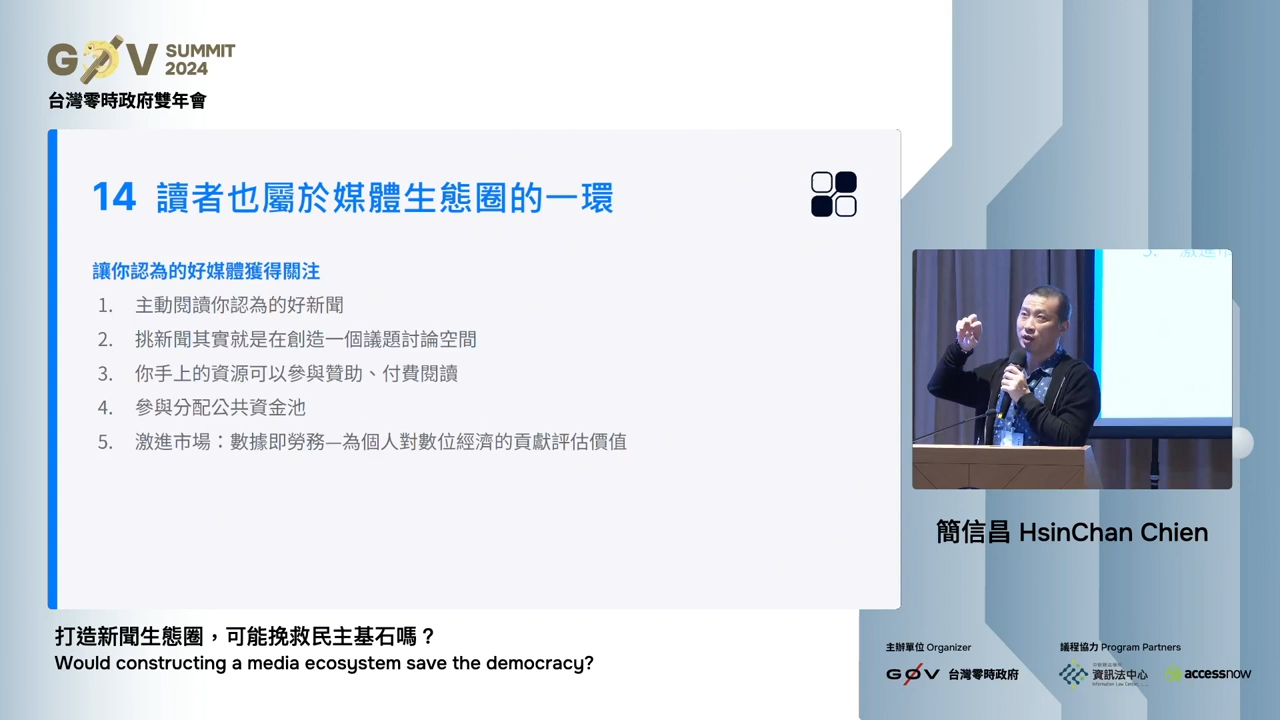 G0V SUMMIT 2024
台灣零時政府雙年會
14 讀者也屬於媒體生態圈的一環
讓你認為的好媒體獲得關注
1. 主動閱讀你認為的好新聞
2. 挑新聞其實就是在創造一個議題討論空間
3. 你手上的資源可以參與贊助、付費閱讀
4. 參與分配公共資金池
5. 激進市場：數據即勞務—為個人對數位經濟的貢獻評估價值
簡信昌 HsinChan Chien
打造新聞生態圈，可能挽救民主基石嗎？
Would constructing a media ecosystem save the democracy?
主辦單位 Organizer
G0V 台灣零時政府
議程協力 Program Partners
資訊法中心
Information Law Center
accessnow